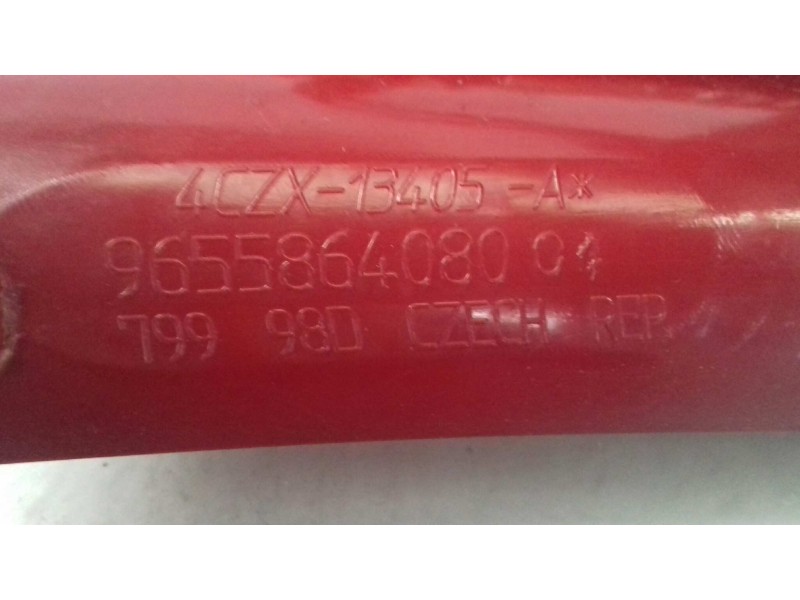 4CZX-13405-A*
9655864080 04
799 98D CZECH REP.